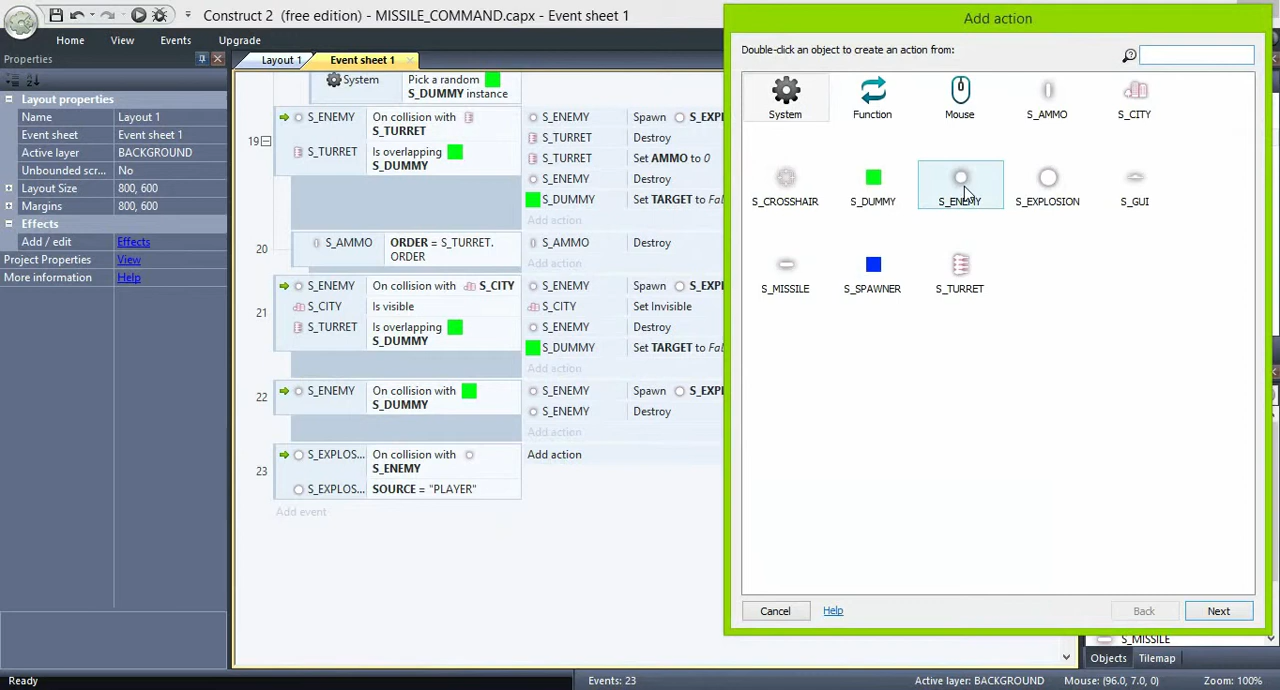 Construct 2 (free edition) - MISSILE_COMMAND.capx - Event sheet 1
Home View Events Upgrade
Properties
Layout properties
Name Layout 1
Event sheet Event sheet 1
Active layer BACKGROUND
Unbounded scr... No
Layout Size 800, 600
Margins 800, 600
Effects
Add / edit Effects
Project Properties View
More information Help
Layout 1 Event sheet 1
System Pick a random
S_DUMMY instance
19
S_ENEMY On collision with
S_TURRET
S_TURRET Is overlapping
S_DUMMY
S_ENEMY Spawn S_EXPL
S_TURRET Destroy
S_TURRET Set AMMO to 0
S_ENEMY Destroy
S_DUMMY Set TARGET to Fal
Add action
20
S_AMMO ORDER = S_TURRET.
ORDER
S_AMMO Destroy
Add action
21
S_ENEMY On collision with S_CITY
S_CITY Is visible
S_TURRET Is overlapping
S_DUMMY
S_ENEMY Spawn S_EXPL
S_CITY Set Invisible
S_ENEMY Destroy
S_DUMMY Set TARGET to Fal
Add action
22
S_ENEMY On collision with
S_DUMMY
S_ENEMY Spawn S_EXPL
S_ENEMY Destroy
Add action
23
S_EXPLOS... On collision with
S_ENEMY
S_EXPLOS... SOURCE = "PLAYER"
Add action
Add event
Add action
Double-click an object to create an action from:
System Function Mouse S_AMMO S_CITY
S_CROSSHAIR S_DUMMY S_ENEMY S_EXPLOSION S_GUI
S_MISSILE S_SPAWNER S_TURRET
Cancel Help Back Next
S_MISSILE
Objects Tilemap
Ready Events: 23 Active layer: BACKGROUND Mouse: (96.0, 7.0, 0) Zoom: 100%